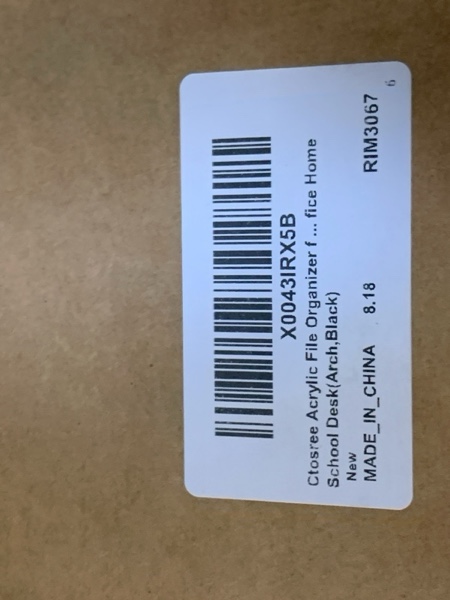 X0043IRX5B
Ctosree Acrylic File Organizer f ... fice Home
School Desk(Arch,Black)
New
MADE_IN_CHINA 8.18 RIM3067
6